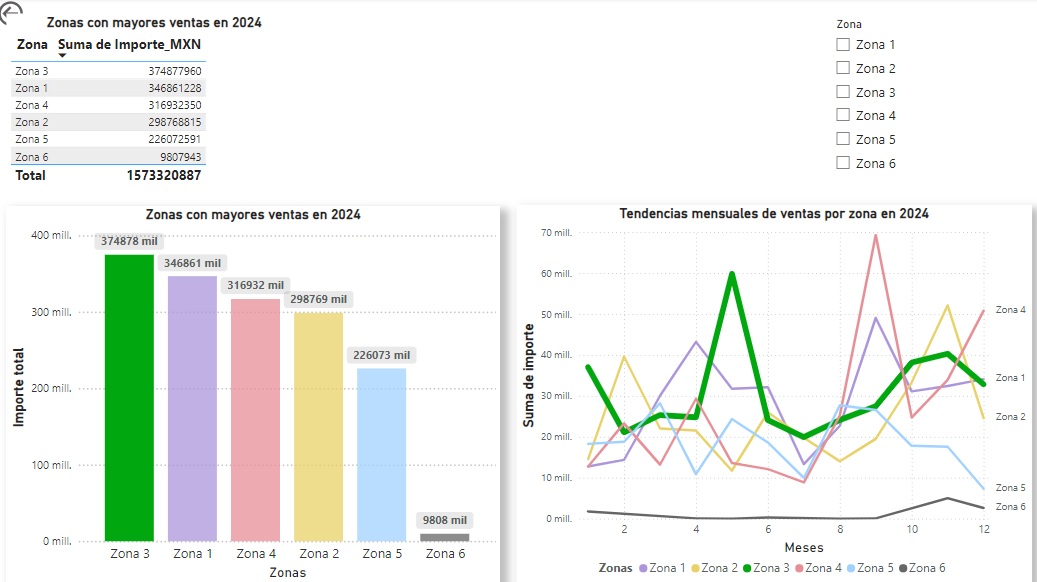 Zonas con mayores ventas en 2024
Zona Suma de Importe_MXN
Zona 3 374877960
Zona 1 346861228
Zona 4 316932350
Zona 2 298768815
Zona 5 226072591
Zona 6 9807943
Total 1573320887
Zona
Zona 1
Zona 2
Zona 3
Zona 4
Zona 5
Zona 6
Zonas con mayores ventas en 2024
Importe total
400 mill.
300 mill.
200 mill.
100 mill.
0 mill.
374878 mil
346861 mil
316932 mil
298769 mil
226073 mil
9808 mil
Zona 3 Zona 1 Zona 4 Zona 2 Zona 5 Zona 6
Zonas
Tendencias mensuales de ventas por zona en 2024
Suma de importe
70 mill.
60 mill.
50 mill.
40 mill.
30 mill.
20 mill.
10 mill.
0 mill.
Zona 4
Zona 1
Zona 2
Zona 5
Zona 6
2 4 6 8 10 12
Meses
Zonas Zona 1 Zona 2 Zona 3 Zona 4 Zona 5 Zona 6